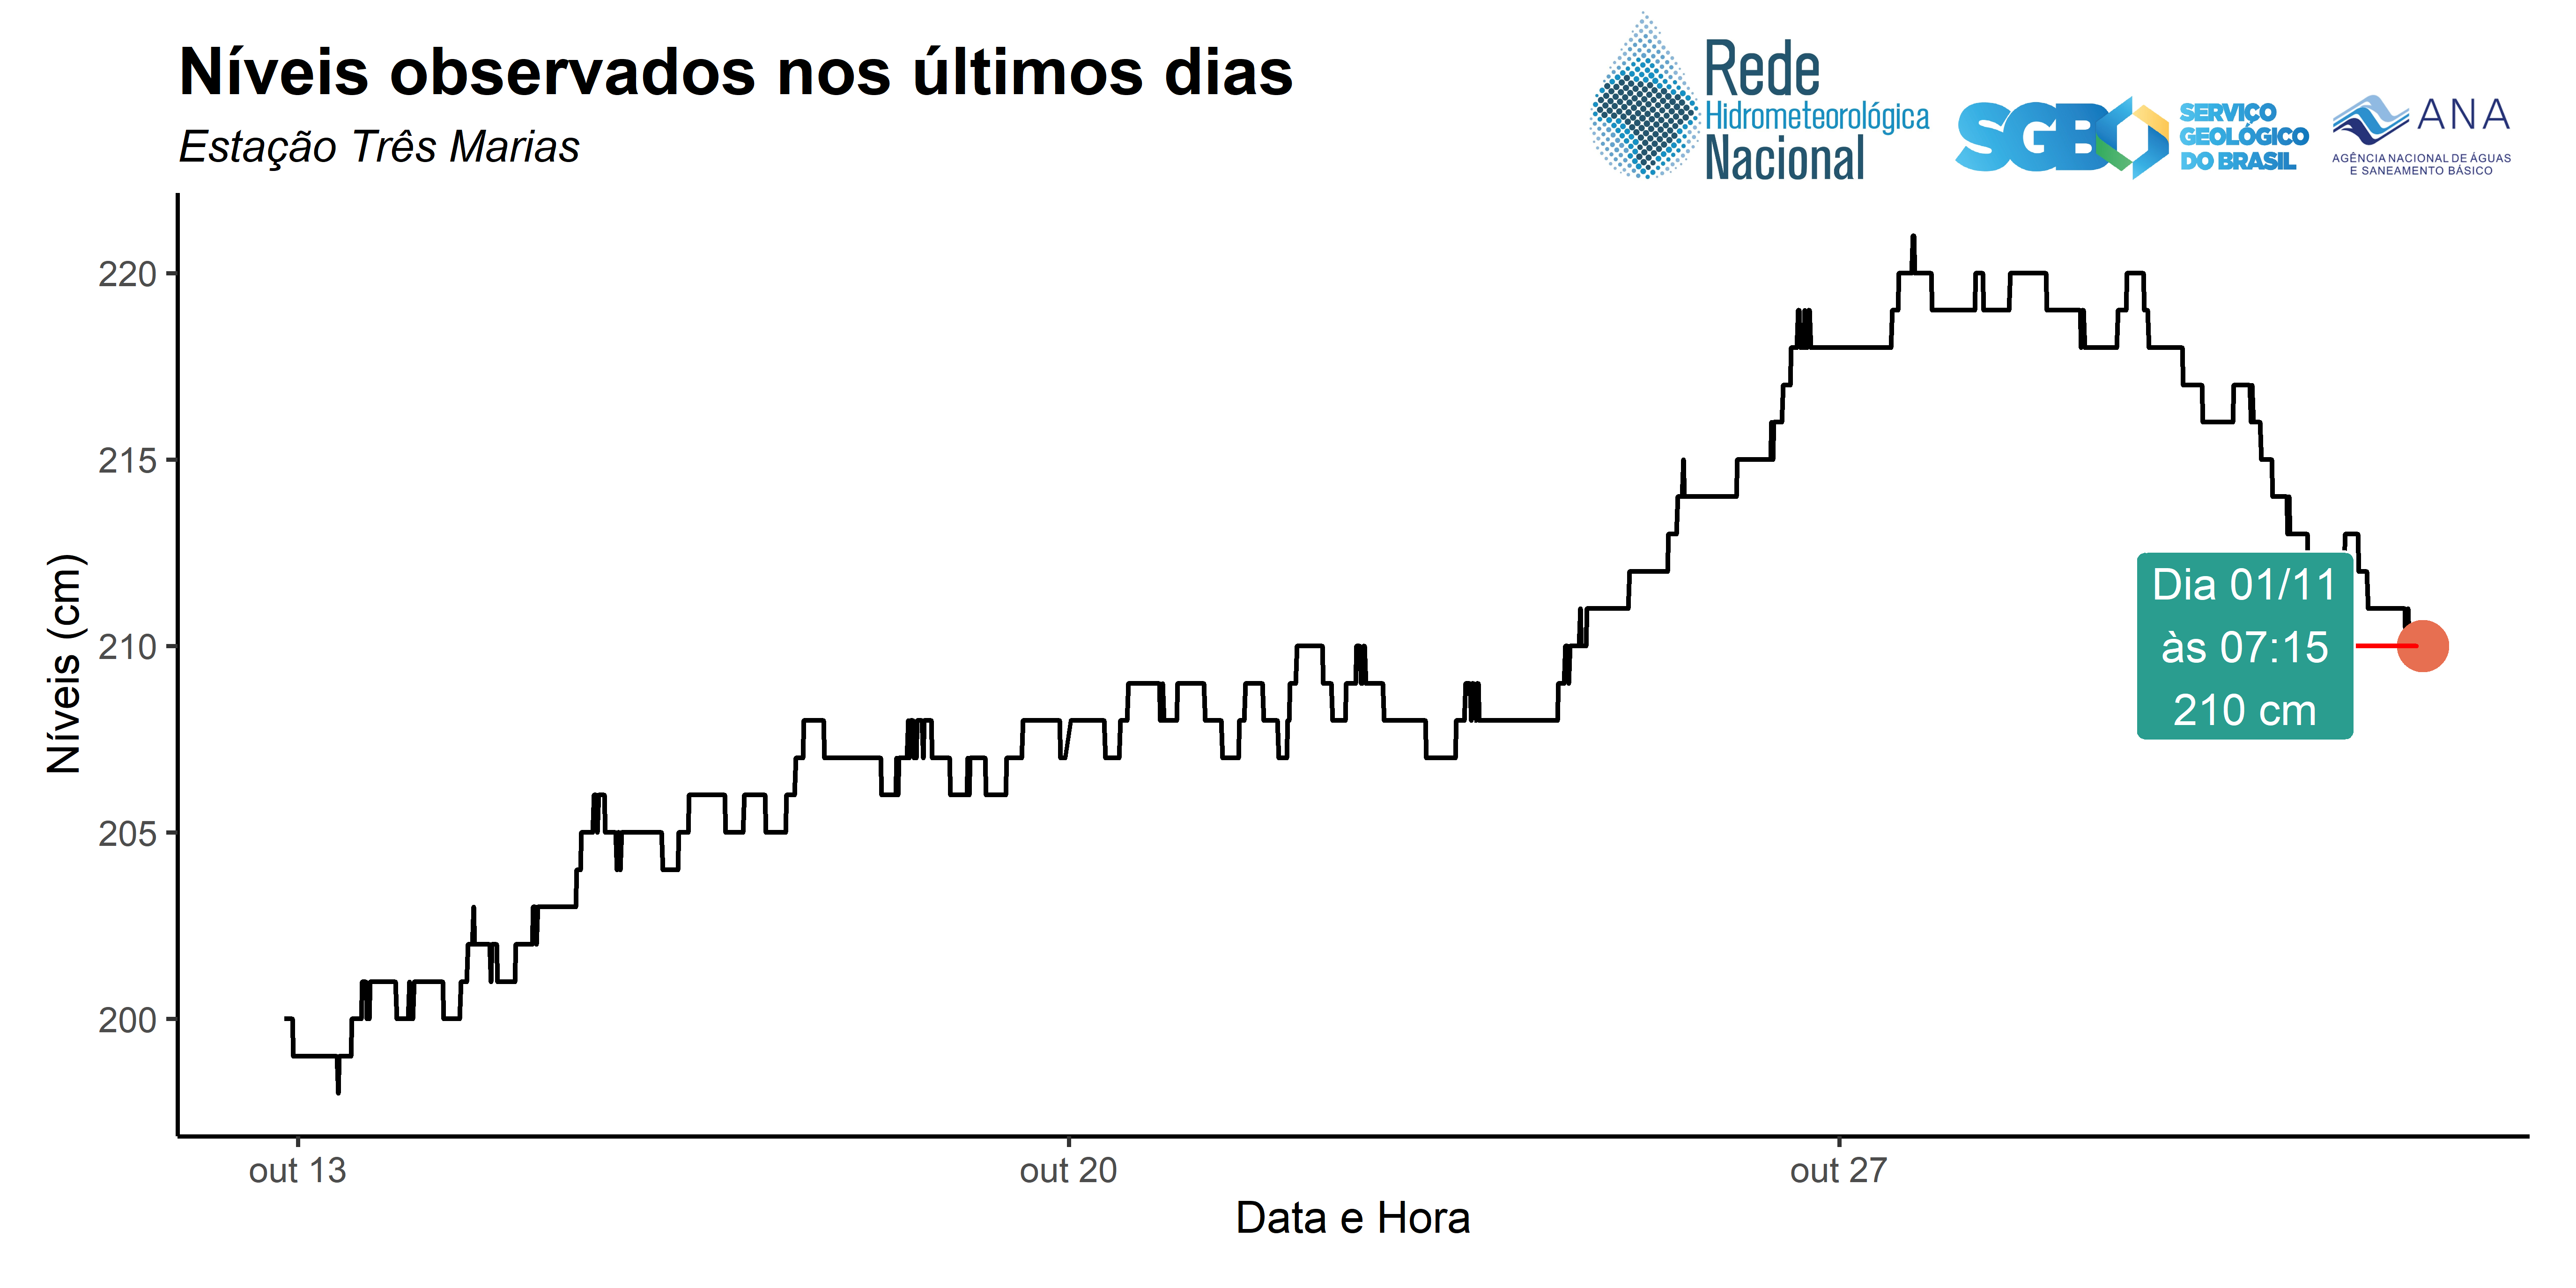 Níveis observados nos últimos dias
Estação Três Marias
Rede
Hidrometeorológica
Nacional
SGB
SERVIÇO
GEOLÓGICO
DO BRASIL
ANA
AGÊNCIA NACIONAL DE ÁGUAS
E SANEAMENTO BÁSICO
Níveis (cm)
220
215
210
205
200
Dia 01/11
às 07:15
210 cm
out 13
out 20
out 27
Data e Hora